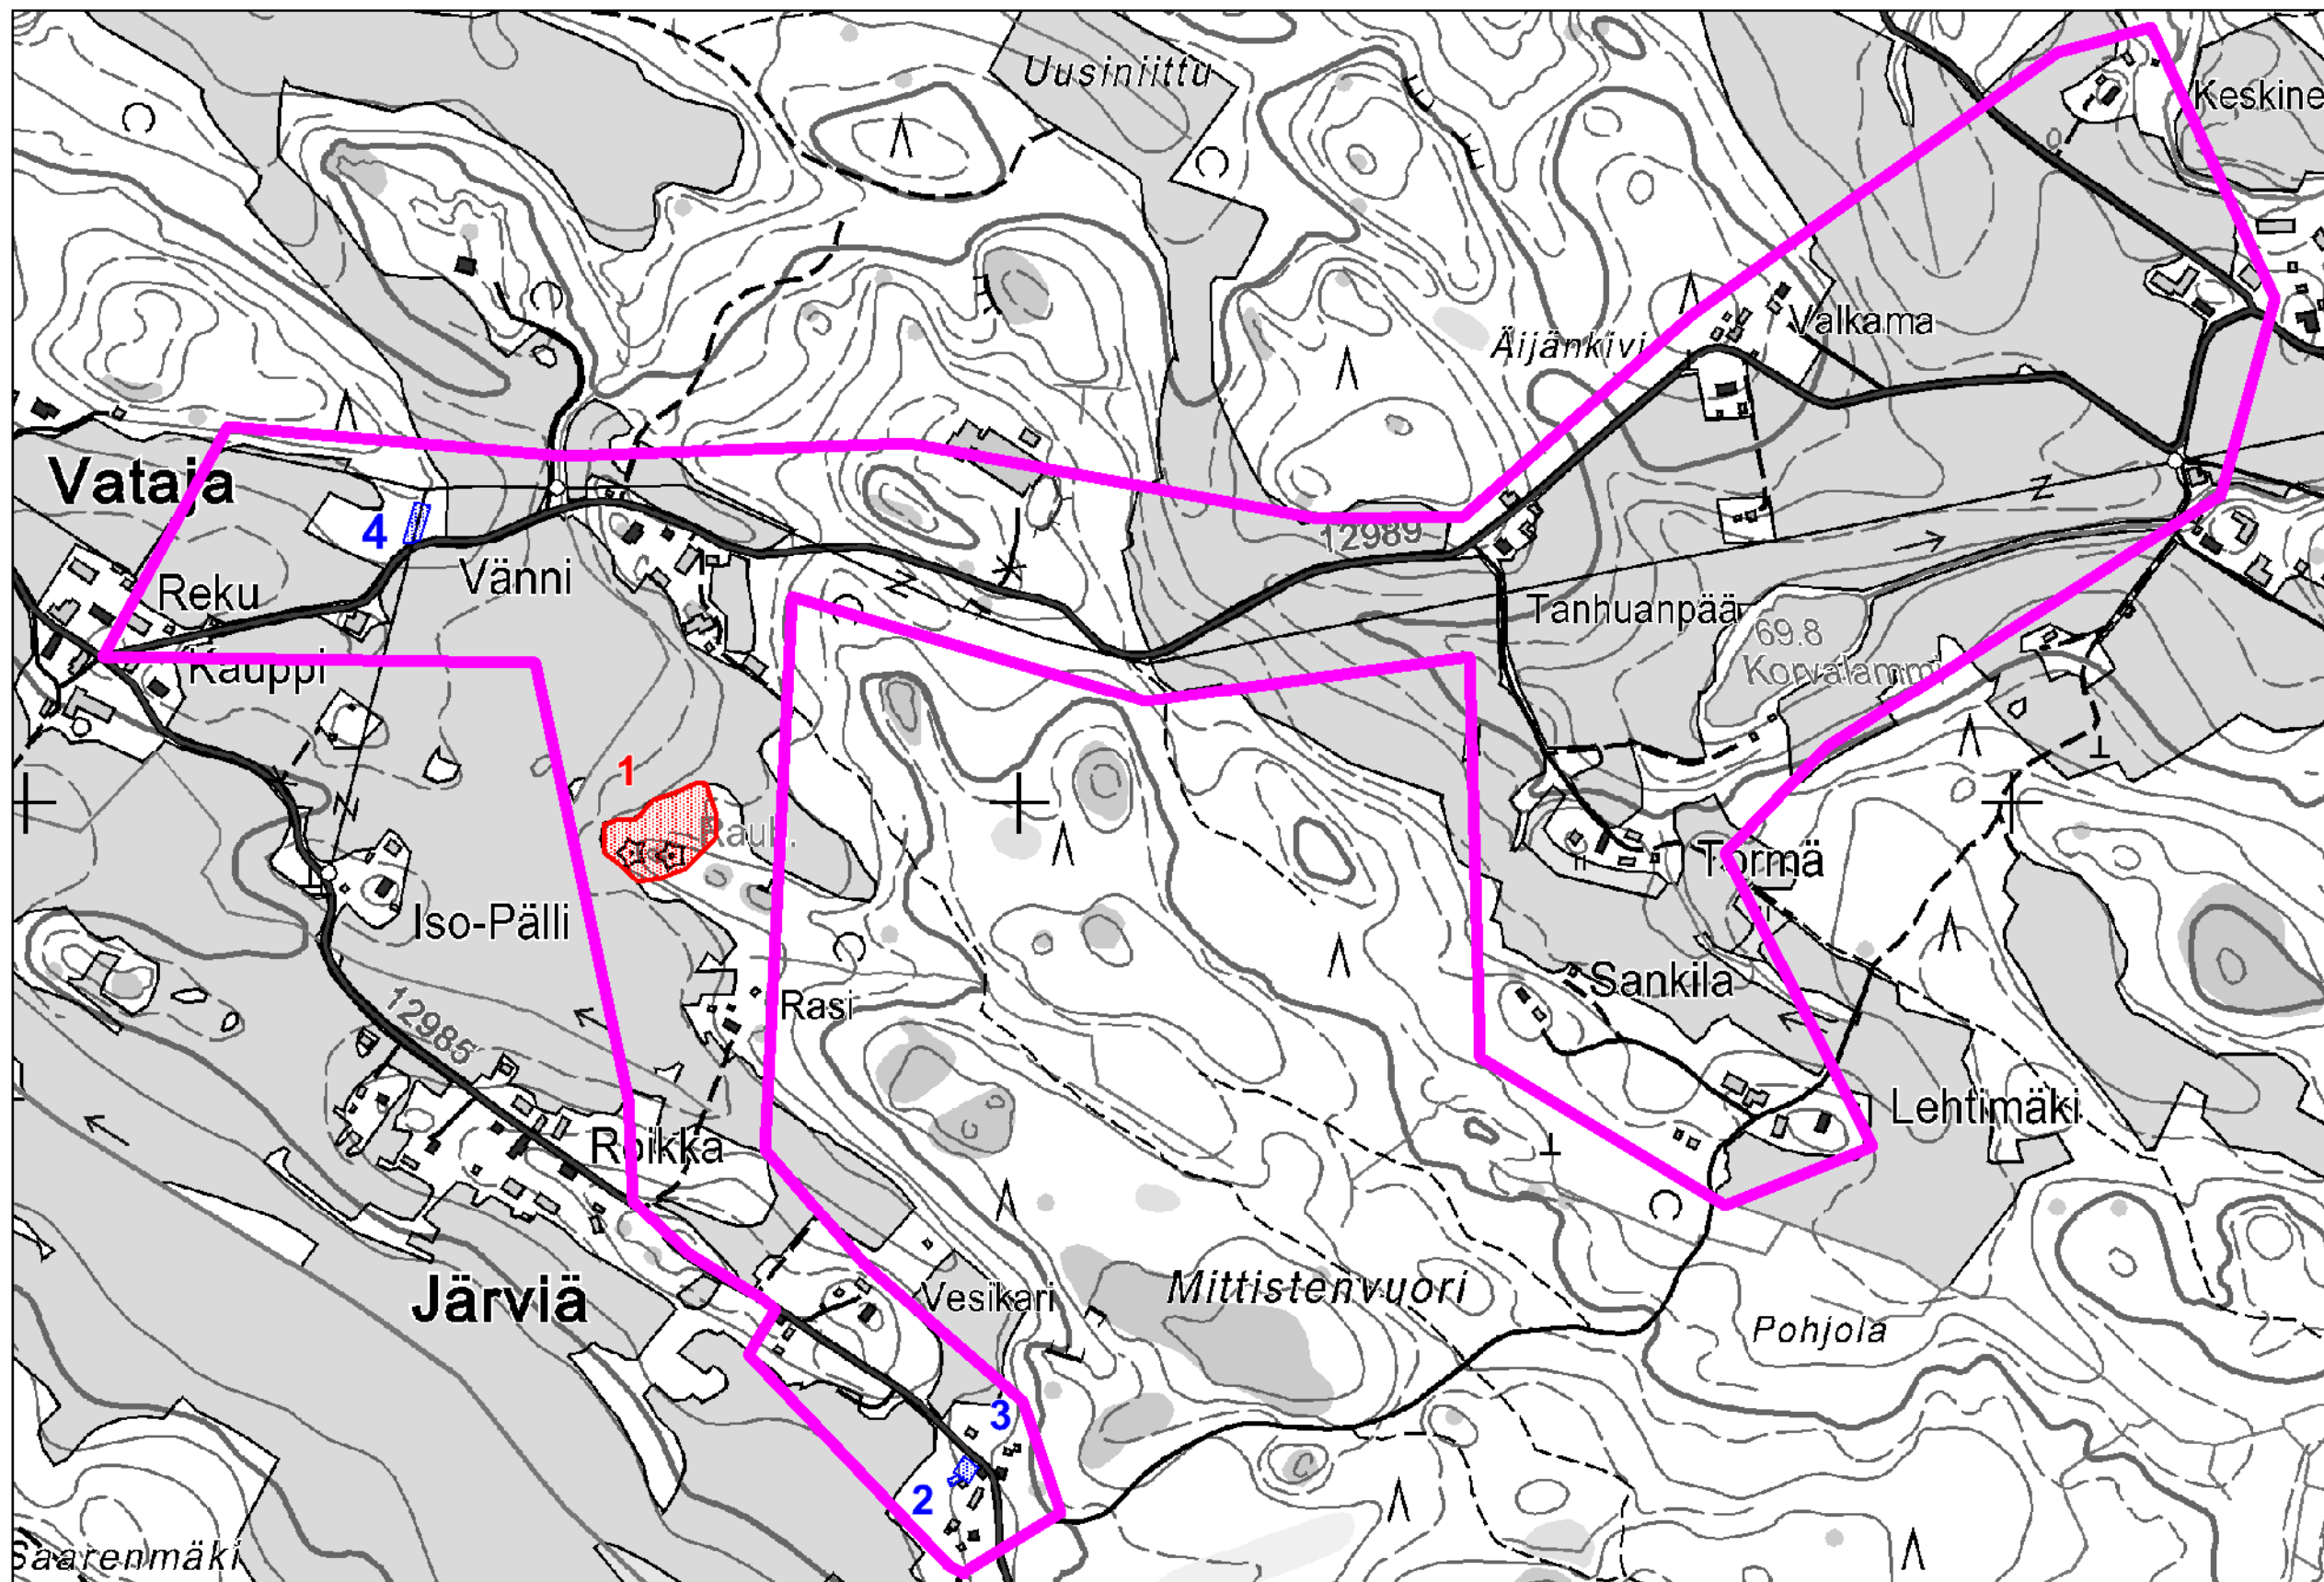 Uusiniittu
Keskine
Valkama
Äijänkivi
Vataja
4
12989
Vänni
Reku
Tanhuanpää
69.8
Kauppi
Korvalammi
1
Rauh.
Törmä
Iso-Pälli
Sankila
Rasi
12985
Lehtimäki
Roikka
Järviä
Vesikari
Mittistenvuori
Pohjola
3
2
Saarenmäki